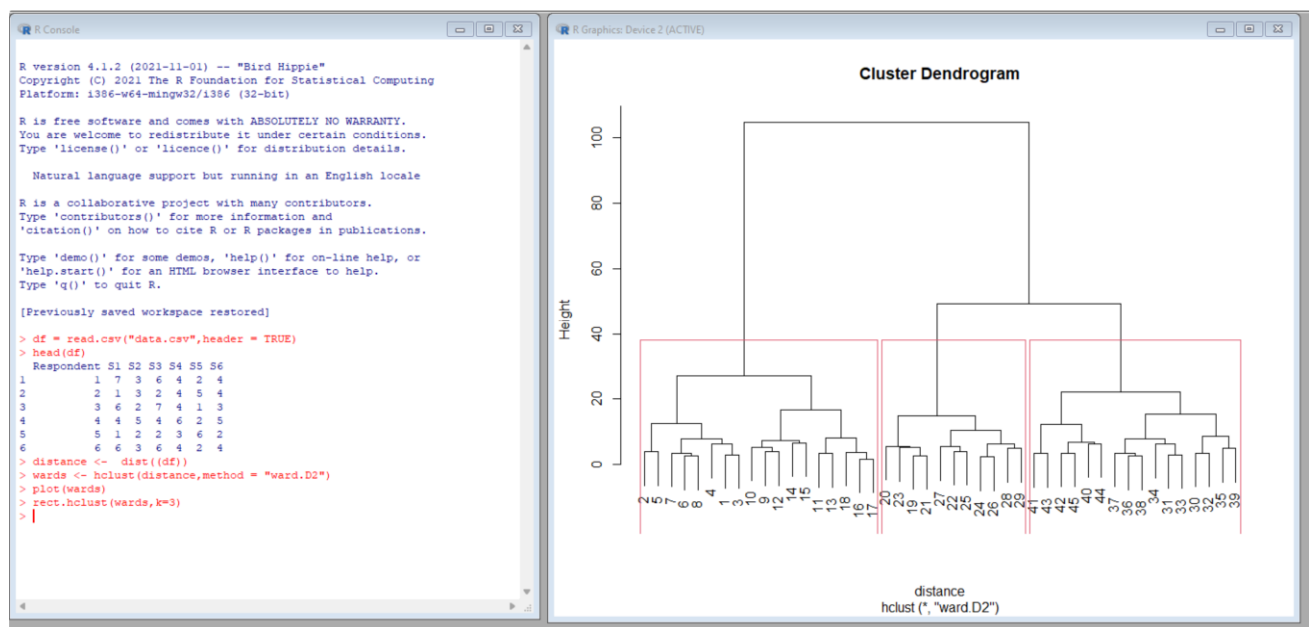 R Console
R version 4.1.2 (2021-11-01) -- "Bird Hippie"
Copyright (C) 2021 The R Foundation for Statistical Computing
Platform: i386-w64-mingw32/i386 (32-bit)
R is free software and comes with ABSOLUTELY NO WARRANTY.
You are welcome to redistribute it under certain conditions.
Type 'license()' or 'licence()' for distribution details.
Natural language support but running in an English locale
R is a collaborative project with many contributors.
Type 'contributors()' for more information and
'citation()' on how to cite R or R packages in publications.
Type 'demo()' for some demos, 'help()' for on-line help, or
'help.start()' for an HTML browser interface to help.
Type 'q()' to quit R.
[Previously saved workspace restored]
> df = read.csv("data.csv",header = TRUE)
> head(df)
Respondent S1 S2 S3 S4 S5 S6
1 1 7 3 6 4 2 4
2 2 1 3 2 4 5 4
3 3 6 2 7 4 1 3
4 4 4 5 4 6 2 5
5 5 1 2 2 3 6 2
6 6 6 3 6 4 2 4
> distance <- dist((df))
> wards <- hclust(distance,method = "ward.D2")
> plot(wards)
> rect.hclust(wards,k=3)
>
R Graphics: Device 2 (ACTIVE)
Cluster Dendrogram
Height
100
80
60
40
20
0
2 5 7 6 8 4 1 3 10 9 12 14 15 11 13 18 16 17 20 23 19 21 27 22 25 24 26 28 29 41 43 42 45 40 44 37 36 38 34 31 33 30 32 35 39
distance
hclust (*, "ward.D2")